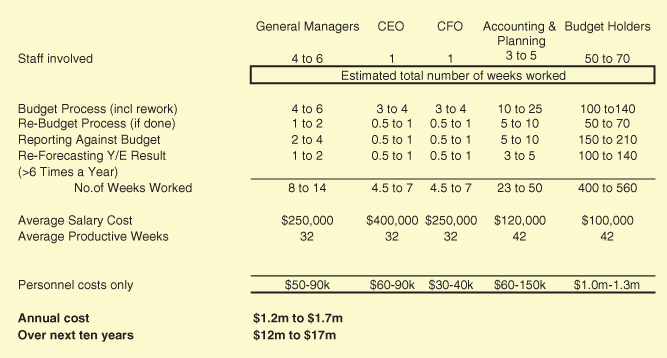 General Managers CEO CFO Accounting & Budget Holders
Planning
Staff involved 4 to 6 1 1 3 to 5 50 to 70
Estimated total number of weeks worked
Budget Process (incl rework) 4 to 6 3 to 4 3 to 4 10 to 25 100 to140
Re-Budget Process (if done) 1 to 2 0.5 to 1 0.5 to 1 5 to 10 50 to 70
Reporting Against Budget 2 to 4 0.5 to 1 0.5 to 1 5 to 10 150 to 210
Re-Forecasting Y/E Result 1 to 2 0.5 to 1 0.5 to 1 3 to 5 100 to 140
(>6 Times a Year)
No.of Weeks Worked 8 to 14 4.5 to 7 4.5 to 7 23 to 50 400 to 560
Average Salary Cost $250,000 $400,000 $250,000 $120,000 $100,000
Average Productive Weeks 32 32 32 42 42
Personnel costs only $50-90k $60-90k $30-40k $60-150k $1.0m-1.3m
Annual cost $1.2m to $1.7m
Over next ten years $12m to $17m